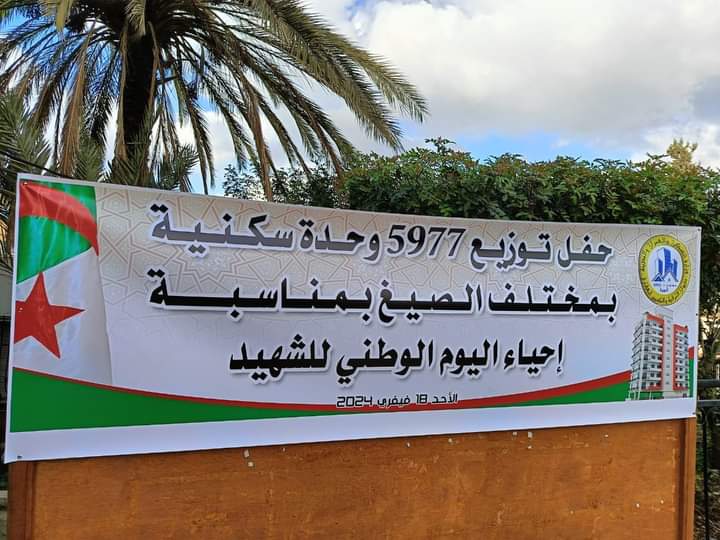 حفل توزيع 5977 وحدة سكنية
بمختلف الصيغ بمناسبة
إحياء اليوم الوطني للشهيد
الأحد 18 فيفري 2024